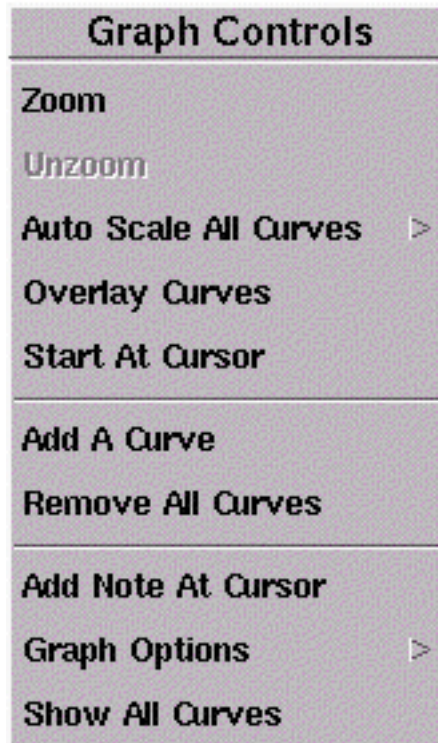 Graph Controls
Zoom
Unzoom
Auto Scale All Curves
Overlay Curves
Start At Cursor
Add A Curve
Remove All Curves
Add Note At Cursor
Graph Options
Show All Curves